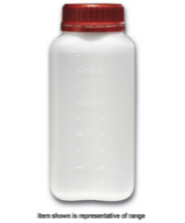 item shown is representative of range